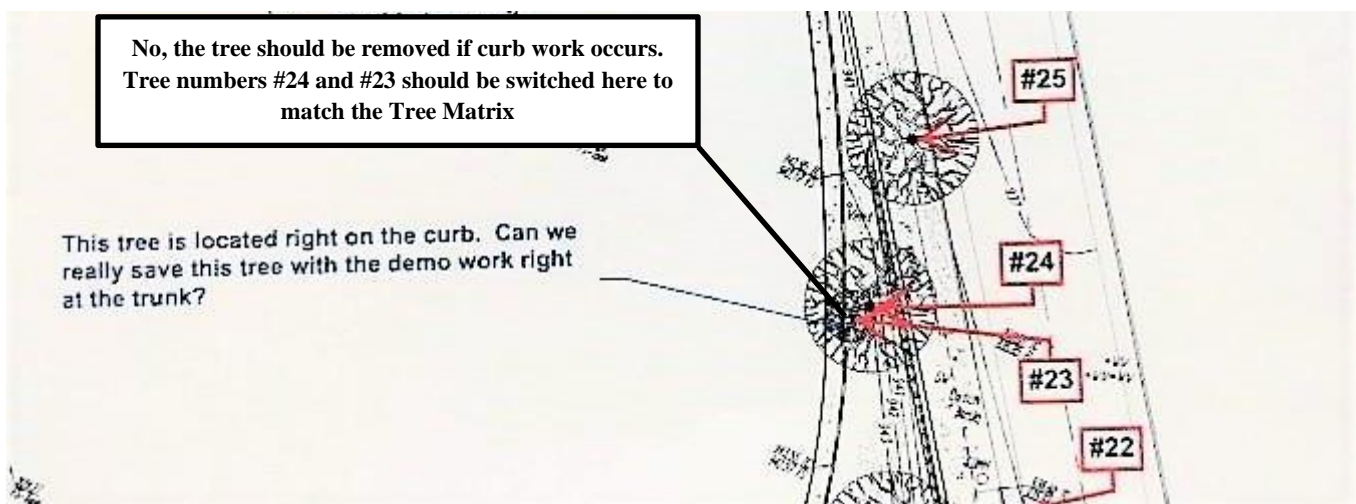 No, the tree should be removed if curb work occurs.
Tree numbers #24 and #23 should be switched here to
match the Tree Matrix
#25
This tree is located right on the curb. Can we
really save this tree with the demo work right
at the trunk?
#24
#23
#22